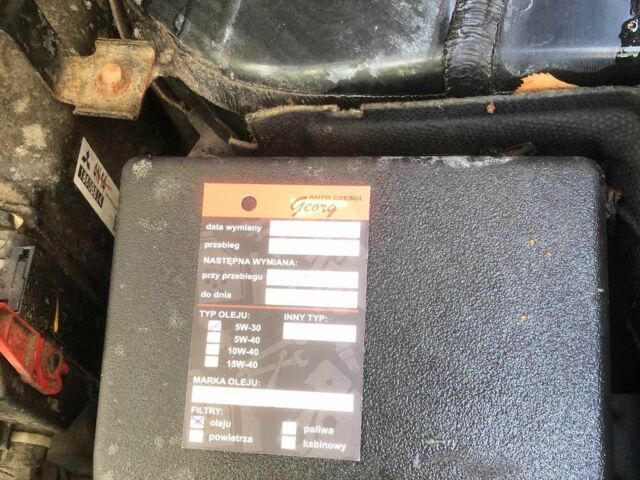 AUTO CZĘŚCI
Georg
data wymiany
przebieg
NASTĘPNA WYMIANA:
przy przebiegu
do dnia
TYP OLEJU: INNY TYP:
5W-30
5W-40
10W-40
15W-40
MARKA OLEJU:
FILTRY:
oleju paliwa
powietrza kabinowy